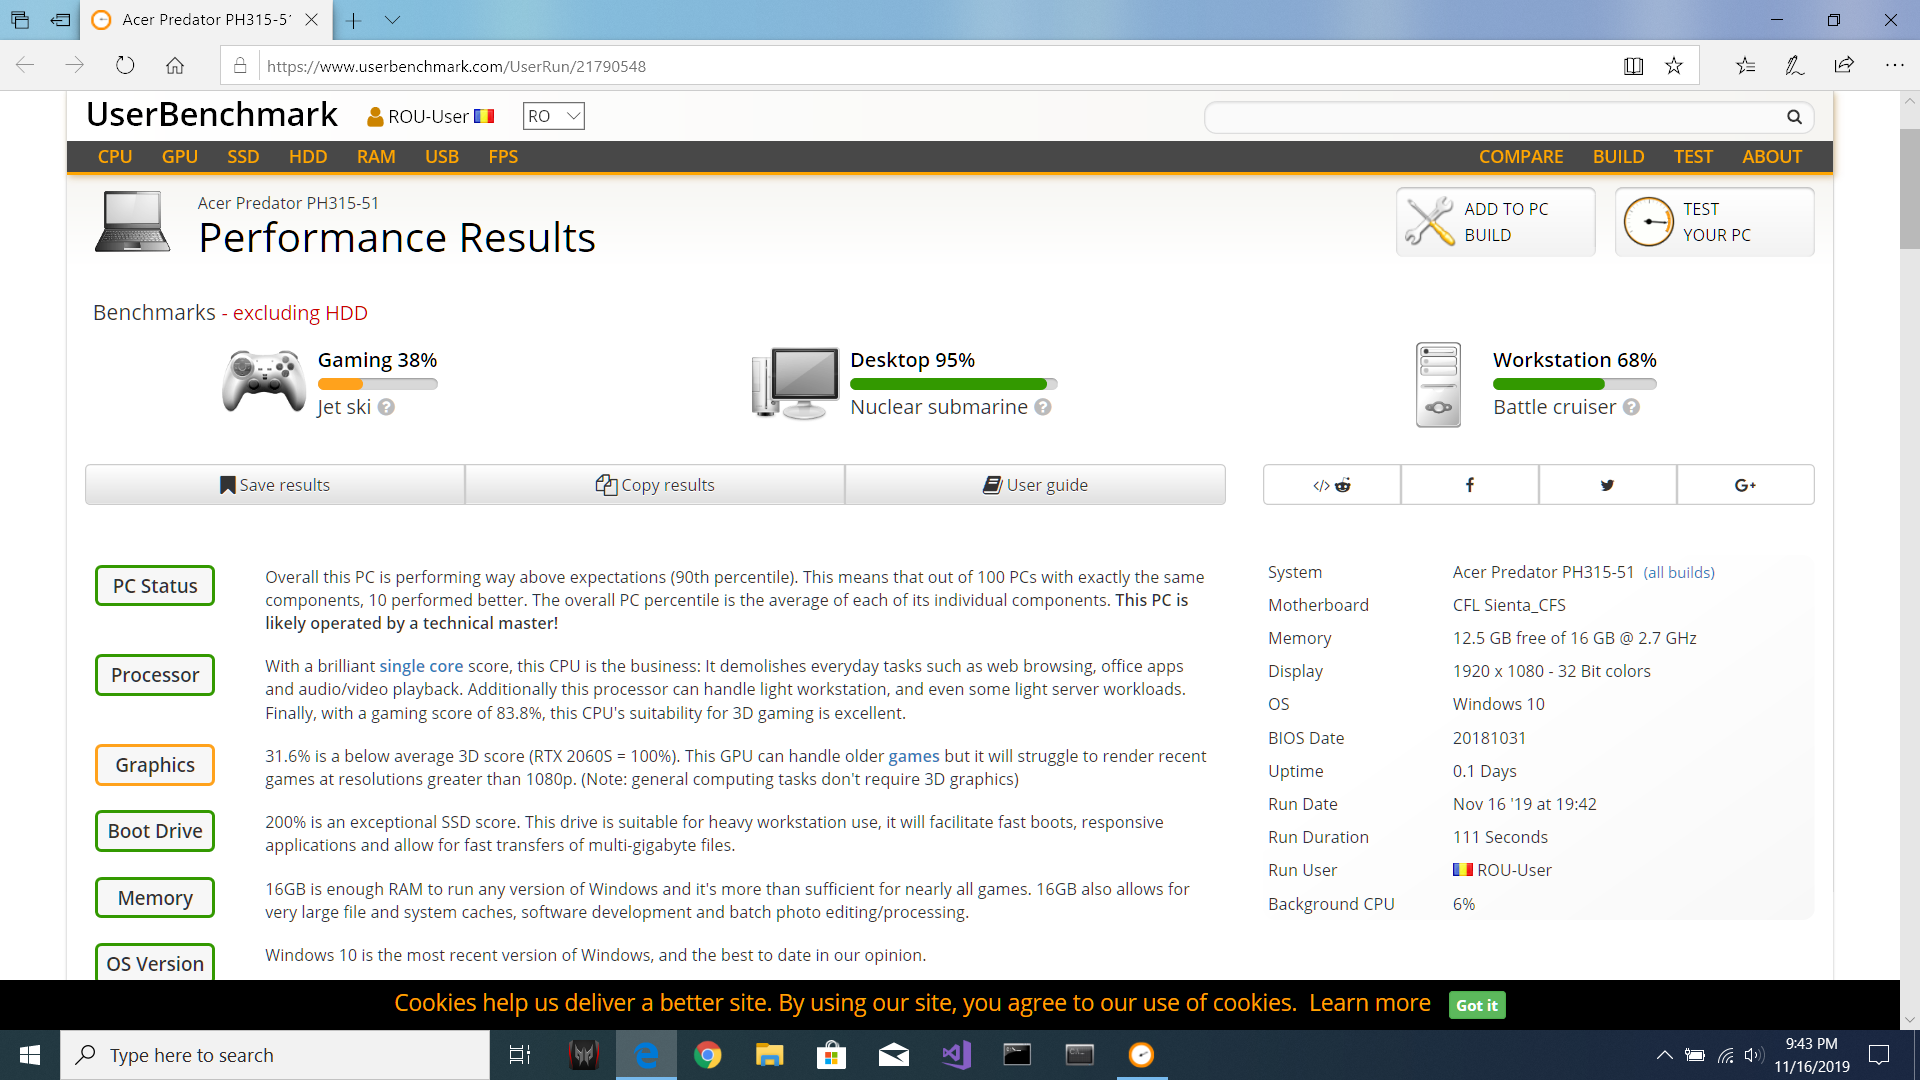 Acer Predator PH315-51
https://www.userbenchmark.com/UserRun/21790548
UserBenchmark
ROU-User
RO
CPU GPU SSD HDD RAM USB FPS
COMPARE BUILD TEST ABOUT
Acer Predator PH315-51
Performance Results
ADD TO PC
BUILD
TEST
YOUR PC
Benchmarks - excluding HDD
Gaming 38%
Jet ski ?
Desktop 95%
Nuclear submarine ?
Workstation 68%
Battle cruiser ?
Save results
Copy results
User guide
</>
f
G+
PC Status
Overall this PC is performing way above expectations (90th percentile). This means that out of 100 PCs with exactly the same
components, 10 performed better. The overall PC percentile is the average of each of its individual components. This PC is
likely operated by a technical master!
Processor
With a brilliant single core score, this CPU is the business: It demolishes everyday tasks such as web browsing, office apps
and audio/video playback. Additionally this processor can handle light workstation, and even some light server workloads.
Finally, with a gaming score of 83.8%, this CPU's suitability for 3D gaming is excellent.
Graphics
31.6% is a below average 3D score (RTX 2060S = 100%). This GPU can handle older games but it will struggle to render recent
games at resolutions greater than 1080p. (Note: general computing tasks don't require 3D graphics)
Boot Drive
200% is an exceptional SSD score. This drive is suitable for heavy workstation use, it will facilitate fast boots, responsive
applications and allow for fast transfers of multi-gigabyte files.
Memory
16GB is enough RAM to run any version of Windows and it's more than sufficient for nearly all games. 16GB also allows for
very large file and system caches, software development and batch photo editing/processing.
OS Version
Windows 10 is the most recent version of Windows, and the best to date in our opinion.
System Acer Predator PH315-51 (all builds)
Motherboard CFL Sienta_CFS
Memory 12.5 GB free of 16 GB @ 2.7 GHz
Display 1920 x 1080 - 32 Bit colors
OS Windows 10
BIOS Date 20181031
Uptime 0.1 Days
Run Date Nov 16 '19 at 19:42
Run Duration 111 Seconds
Run User ROU-User
Background CPU 6%
Cookies help us deliver a better site. By using our site, you agree to our use of cookies. Learn more Got it
Type here to search
9:43 PM
11/16/2019